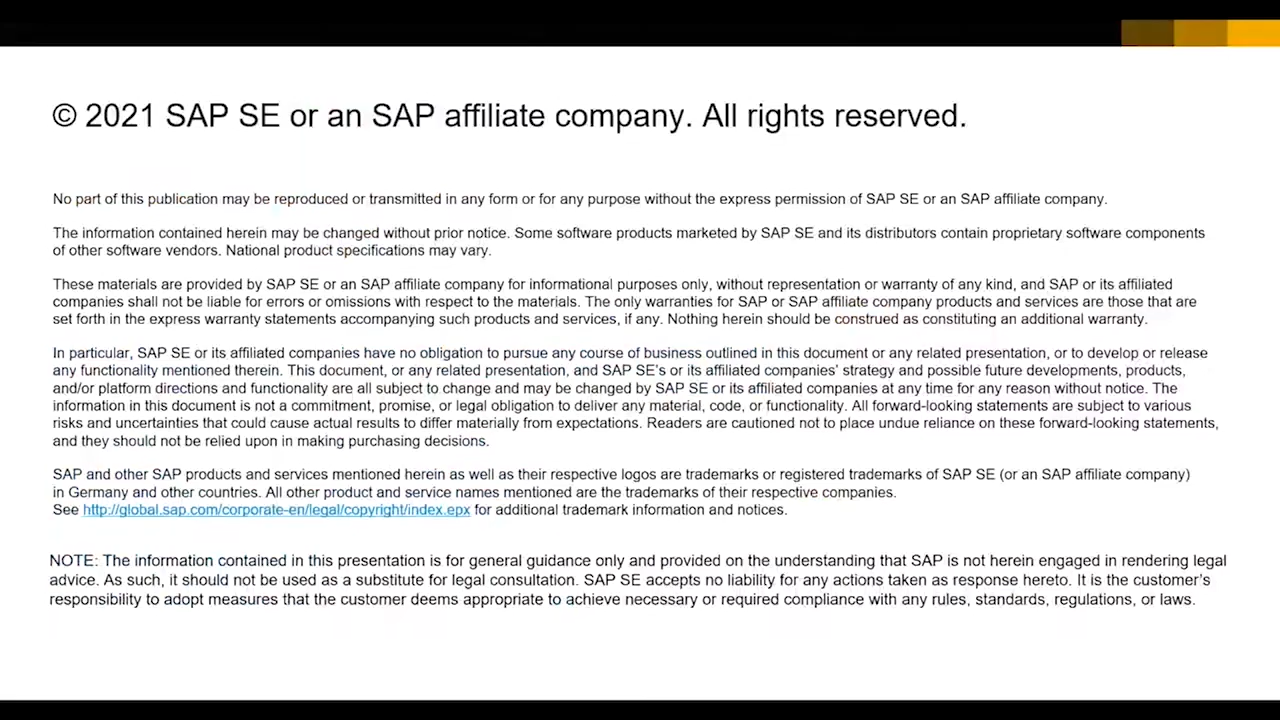 © 2021 SAP SE or an SAP affiliate company. All rights reserved.
No part of this publication may be reproduced or transmitted in any form or for any purpose without the express permission of SAP SE or an SAP affiliate company.
The information contained herein may be changed without prior notice. Some software products marketed by SAP SE and its distributors contain proprietary software components
of other software vendors. National product specifications may vary.
These materials are provided by SAP SE or an SAP affiliate company for informational purposes only, without representation or warranty of any kind, and SAP or its affiliated
companies shall not be liable for errors or omissions with respect to the materials. The only warranties for SAP or SAP affiliate company products and services are those that are
set forth in the express warranty statements accompanying such products and services, if any. Nothing herein should be construed as constituting an additional warranty.
In particular, SAP SE or its affiliated companies have no obligation to pursue any course of business outlined in this document or any related presentation, or to develop or release
any functionality mentioned therein. This document, or any related presentation, and SAP SE's or its affiliated companies' strategy and possible future developments, products,
and/or platform directions and functionality are all subject to change and may be changed by SAP SE or its affiliated companies at any time for any reason without notice. The
information in this document is not a commitment, promise, or legal obligation to deliver any material, code, or functionality. All forward-looking statements are subject to various
risks and uncertainties that could cause actual results to differ materially from expectations. Readers are cautioned not to place undue reliance on these forward-looking statements,
and they should not be relied upon in making purchasing decisions.
SAP and other SAP products and services mentioned herein as well as their respective logos are trademarks or registered trademarks of SAP SE (or an SAP affiliate company)
in Germany and other countries. All other product and service names mentioned are the trademarks of their respective companies.
See http://global.sap.com/corporate-en/legal/copyright/index.epx for additional trademark information and notices.
NOTE: The information contained in this presentation is for general guidance only and provided on the understanding that SAP is not herein engaged in rendering legal
advice. As such, it should not be used as a substitute for legal consultation. SAP SE accepts no liability for any actions taken as response hereto. It is the customer's
responsibility to adopt measures that the customer deems appropriate to achieve necessary or required compliance with any rules, standards, regulations, or laws.